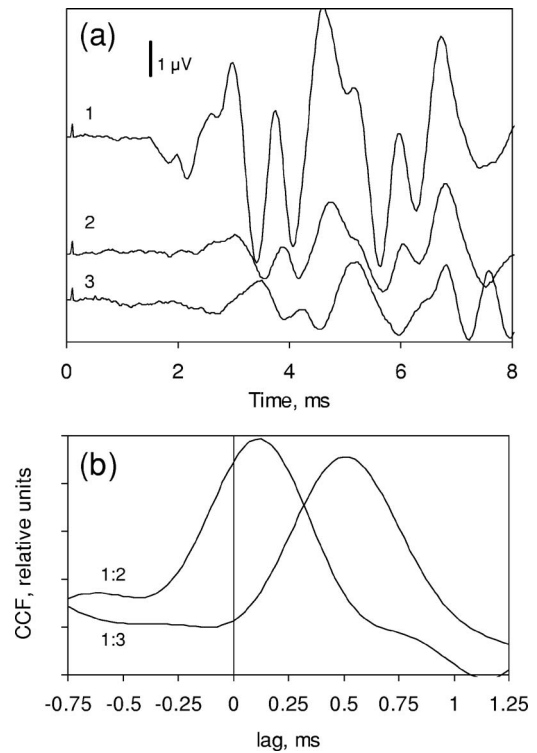 (a)
1 µV
1
2
3
0 2 4 6 8
Time, ms
(b)
CCF, relative units
1:2
1:3
-0.75 -0.5 -0.25 0 0.25 0.5 0.75 1 1.25
lag, ms